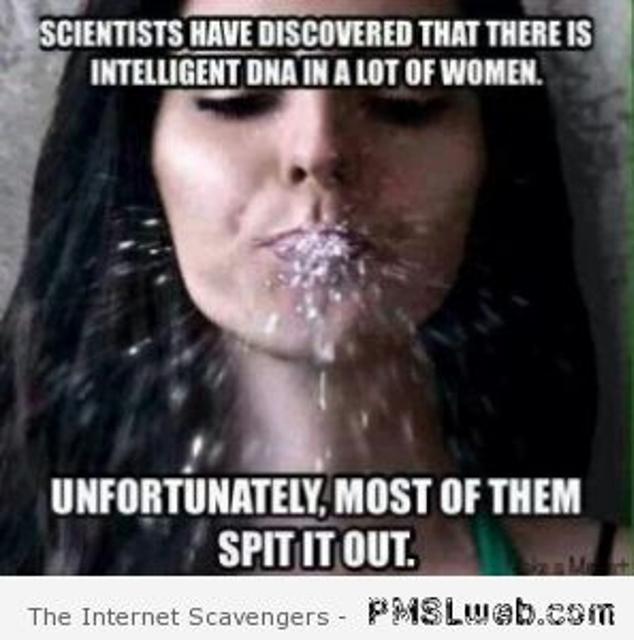 SCIENTISTS HAVE DISCOVERED THAT THERE IS
INTELLIGENT DNA IN A LOT OF WOMEN.
UNFORTUNATELY, MOST OF THEM
SPIT IT OUT.
The Internet Scavengers - PMSLweb.com